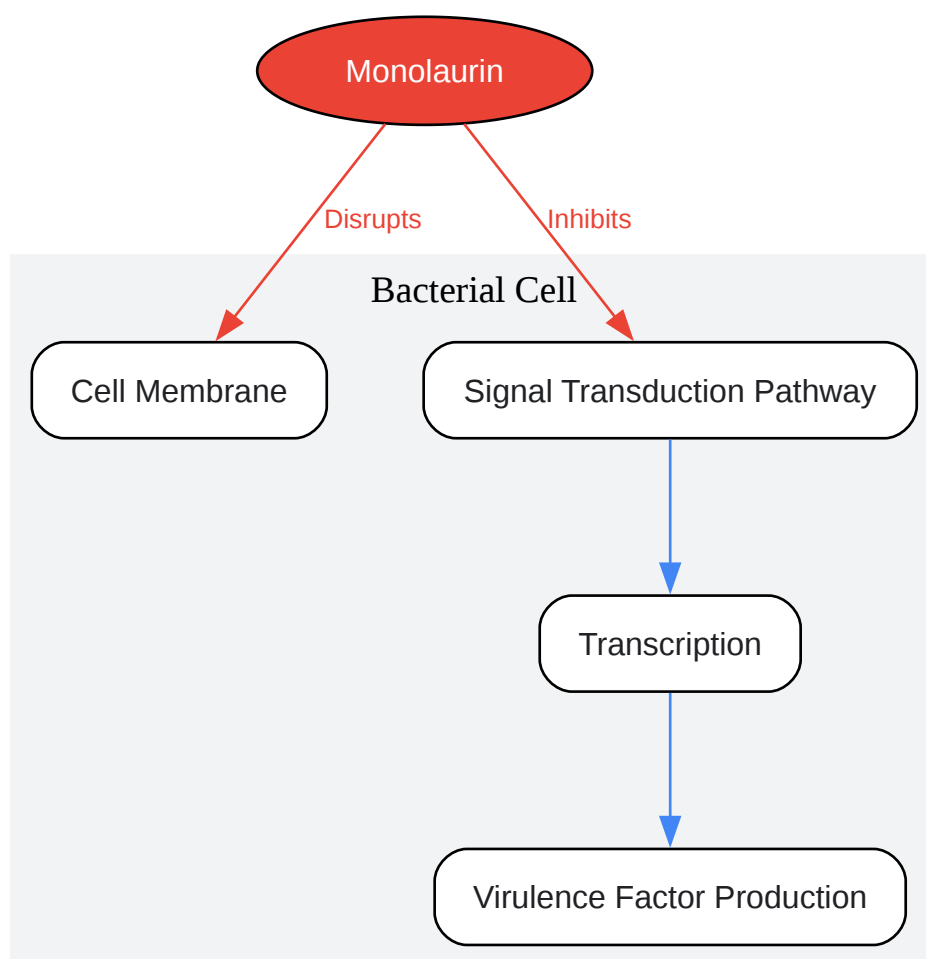 Monolaurin
Disrupts
Inhibits
Bacterial Cell
Cell Membrane
Signal Transduction Pathway
Transcription
Virulence Factor Production